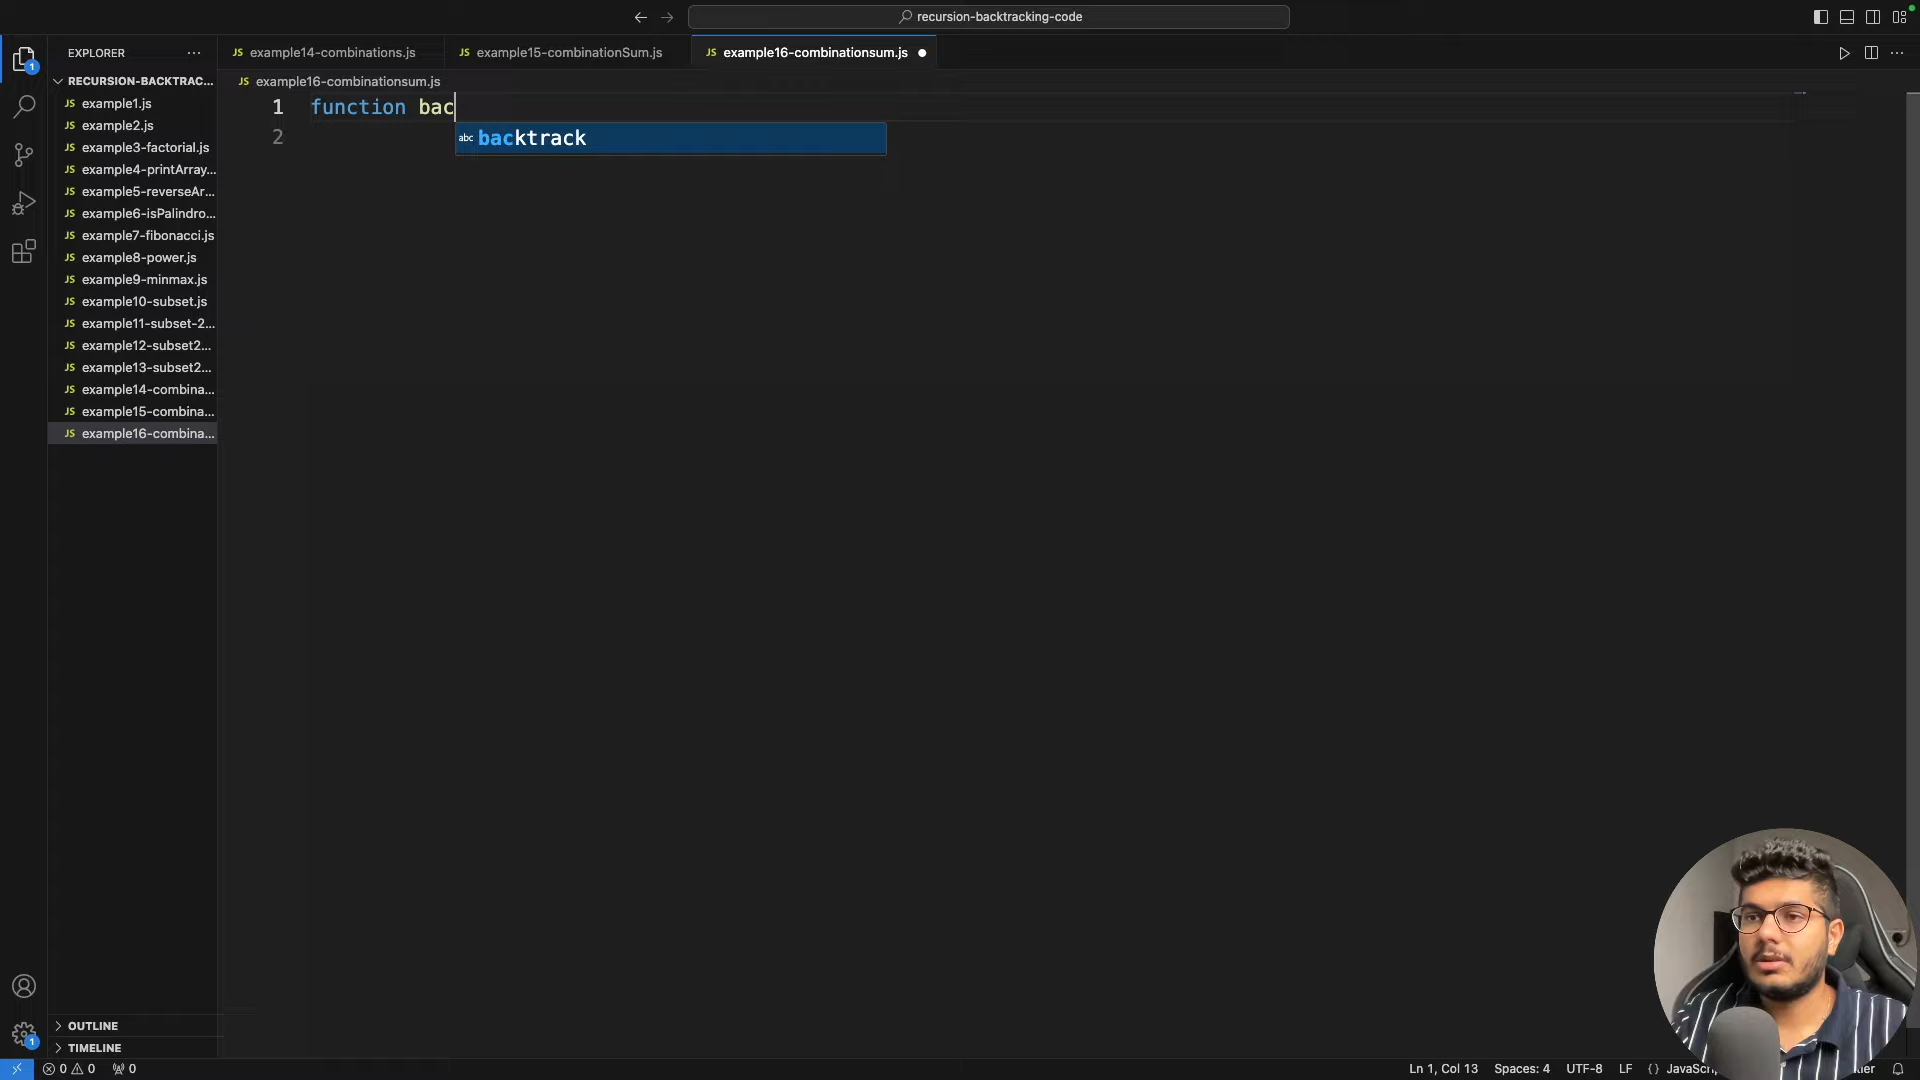 recursion-backtracking-code
EXPLORER
example14-combinations.js
example15-combinationSum.js
example16-combinationsum.js
RECURSION-BACKTRAC...
example16-combinationsum.js
example1.js
example2.js
example3-factorial.js
example4-printArray...
example5-reverseAr...
example6-isPalindro...
example7-fibonacci.js
example8-power.js
example9-minmax.js
example10-subset.js
example11-subset-2...
example12-subset2...
example13-subset2...
example14-combina...
example15-combina...
example16-combina...
1 function bac
2
abc backtrack
OUTLINE
TIMELINE
0 0 0
Ln 1, Col 13 Spaces: 4 UTF-8 LF {} JavaSc